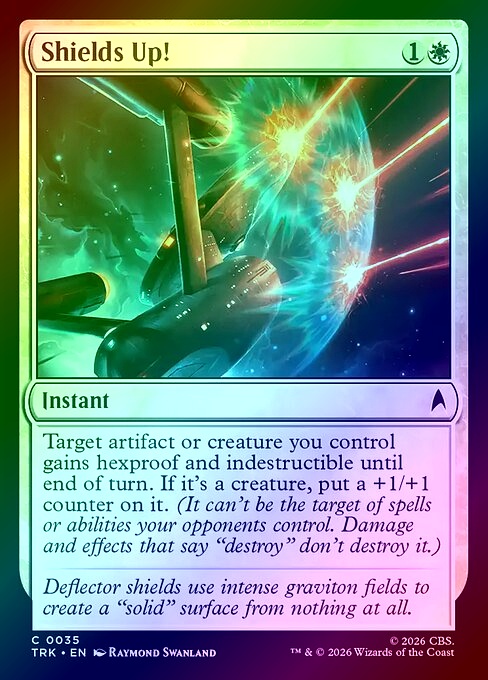 Shields Up!
1
Instant
Target artifact or creature you control
gains hexproof and indestructible until
end of turn. If it's a creature, put a +1/+1
counter on it. (It can't be the target of spells
or abilities your opponents control. Damage
and effects that say “destroy” don't destroy it.)
Deflector shields use intense graviton fields to
create a “solid” surface from nothing at all.
C 0035
TRK • EN Raymond Swanland
© 2026 CBS.
™ & © 2026 Wizards of the Coast